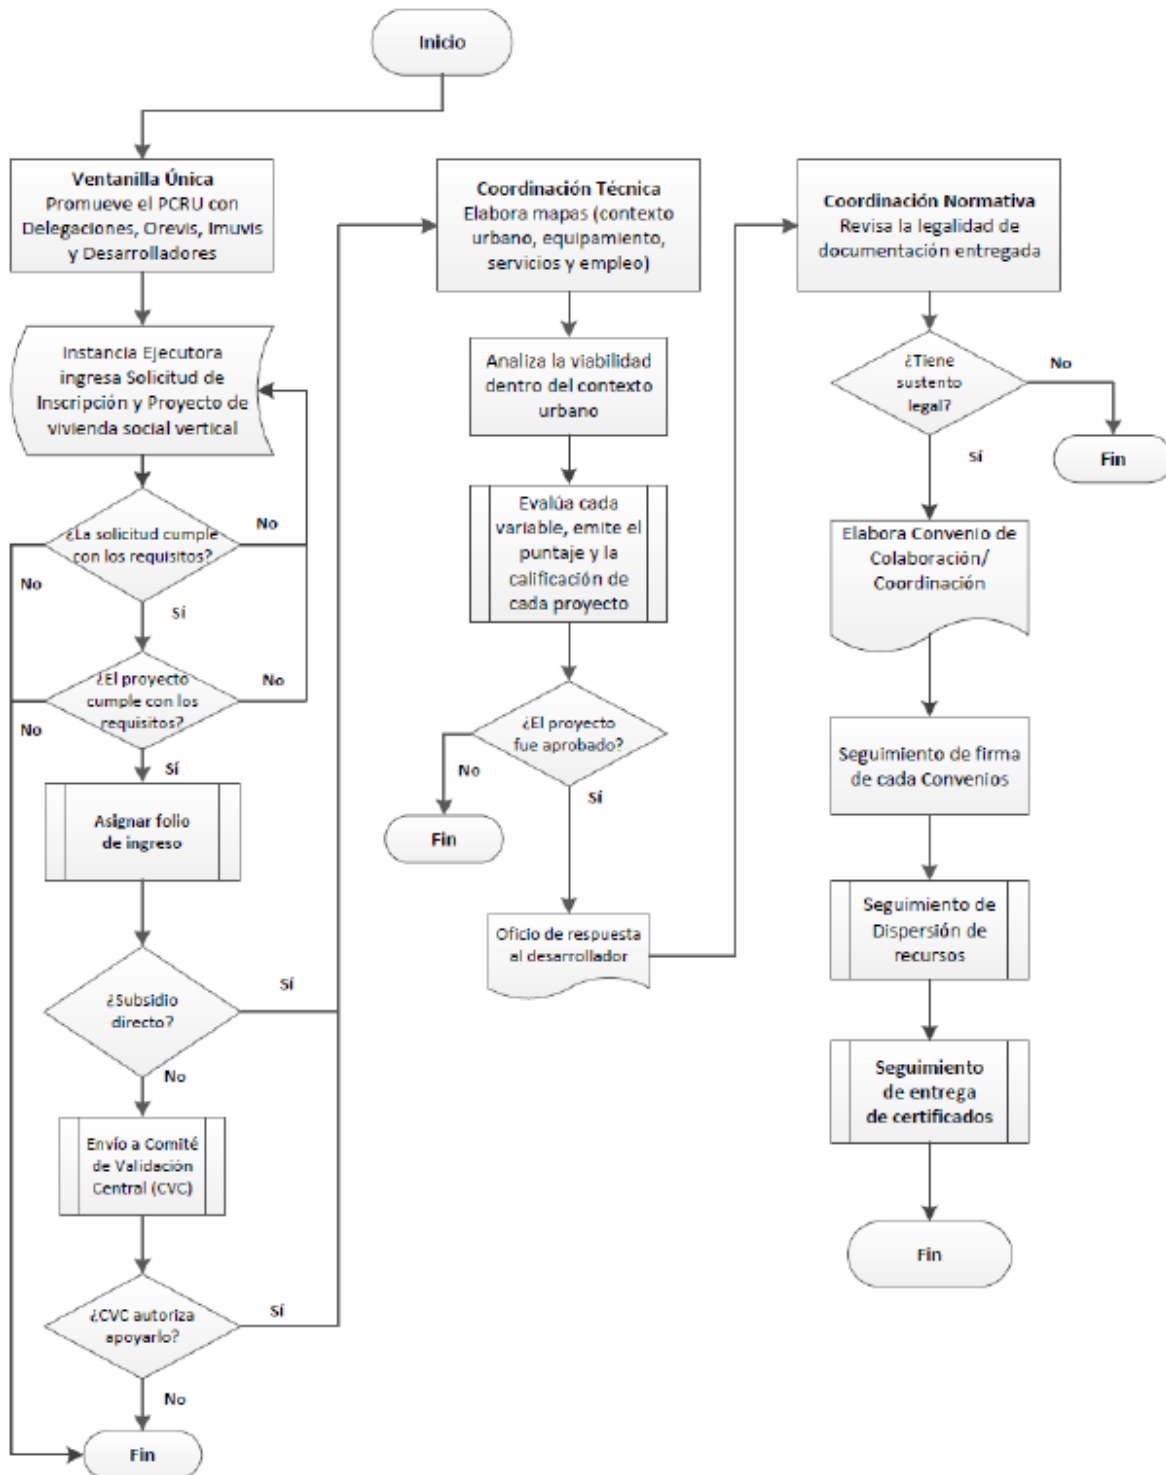 Inicio
Ventanilla Única
Promueve el PCRU con
Delegaciones, Orevis, Imuvis
y Desarrolladores
Instancia Ejecutora
ingresa Solicitud de
Inscripción y Proyecto de
vivienda social vertical
¿La solicitud cumple
con los requisitos?
No
No
Sí
¿El proyecto
cumple con los
requisitos?
No
No
Sí
Asignar folio
de ingreso
¿Subsidio
directo?
Sí
No
Envío a Comité
de Validación
Central (CVC)
¿CVC autoriza
apoyarlo?
Sí
No
Fin
Coordinación Técnica
Elabora mapas (contexto
urbano, equipamiento,
servicios y empleo)
Analiza la viabilidad
dentro del contexto
urbano
Evalúa cada
variable, emite el
puntaje y la
calificación de
cada proyecto
¿El proyecto
fue aprobado?
No
Sí
Fin
Oficio de respuesta
al desarrollador
Coordinación Normativa
Revisa la legalidad de
documentación entregada
¿Tiene
sustento
legal?
No
Fin
Sí
Elabora Convenio de
Colaboración/
Coordinación
Seguimiento de firma
de cada Convenios
Seguimiento de
Dispersión de
recursos
Seguimiento
de entrega
de certificados
Fin